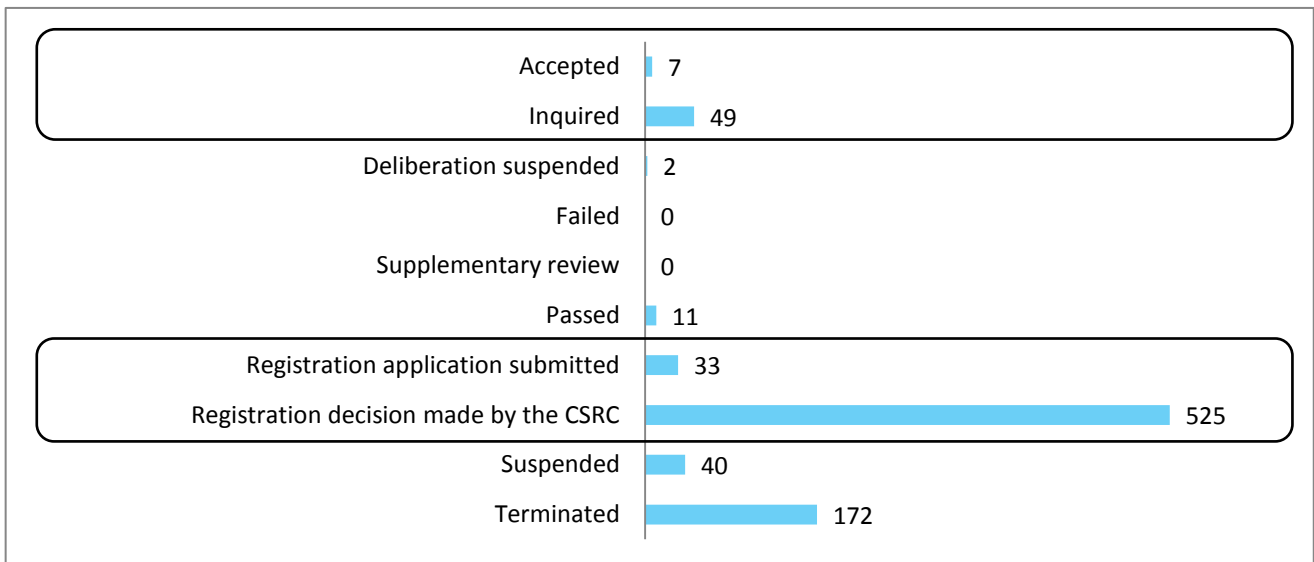 Accepted 7
Inquired 49
Deliberation suspended 2
Failed 0
Supplementary review 0
Passed 11
Registration application submitted 33
Registration decision made by the CSRC 525
Suspended 40
Terminated 172